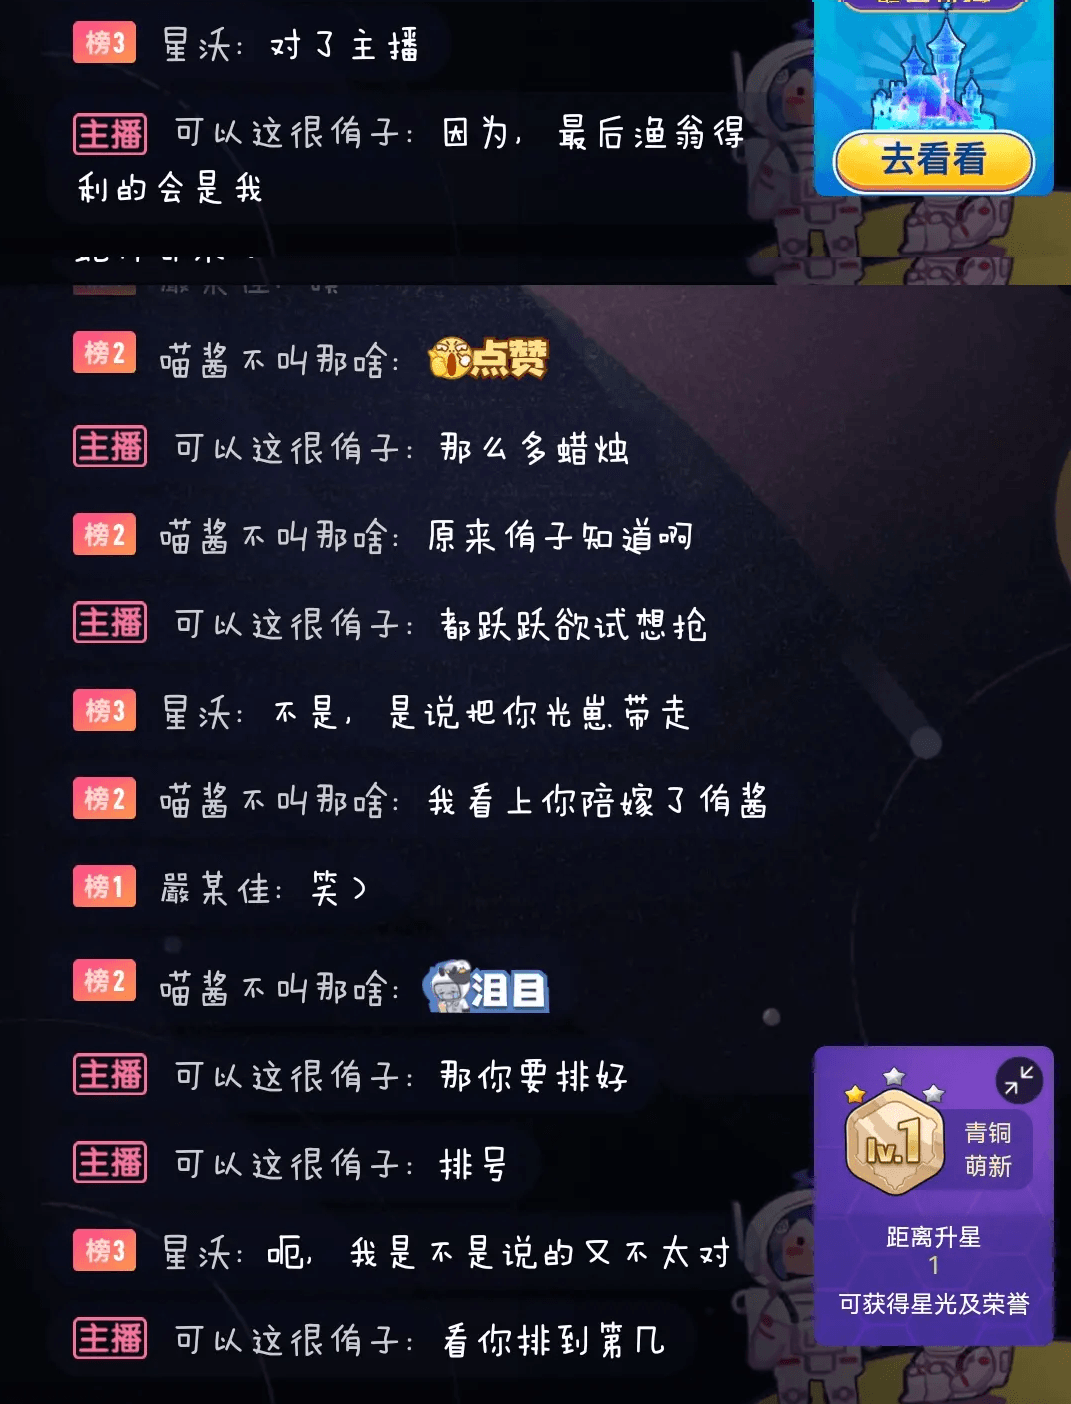 榜3 星沃：对了主播
主播 可以这很侑子：因为，最后渔翁得
利的会是我
去看看
嚴某佳：
榜2 喵酱不叫那啥：点赞
主播 可以这很侑子：那么多蜡烛
榜2 喵酱不叫那啥：原来侑子知道啊
主播 可以这很侑子：都跃跃欲试想抢
榜3 星沃：不是，是说把你光崽带走
榜2 喵酱不叫那啥：我看上你陪嫁了侑酱
榜1 嚴某佳：笑）
榜2 喵酱不叫那啥：泪目
主播 可以这很侑子：那你要排好
主播 可以这很侑子：排号
榜3 星沃：呃，我是不是说的又不太对
主播 可以这很侑子：看你排到第几
lv.1
青铜
萌新
距离升星
1
可获得星光及荣誉